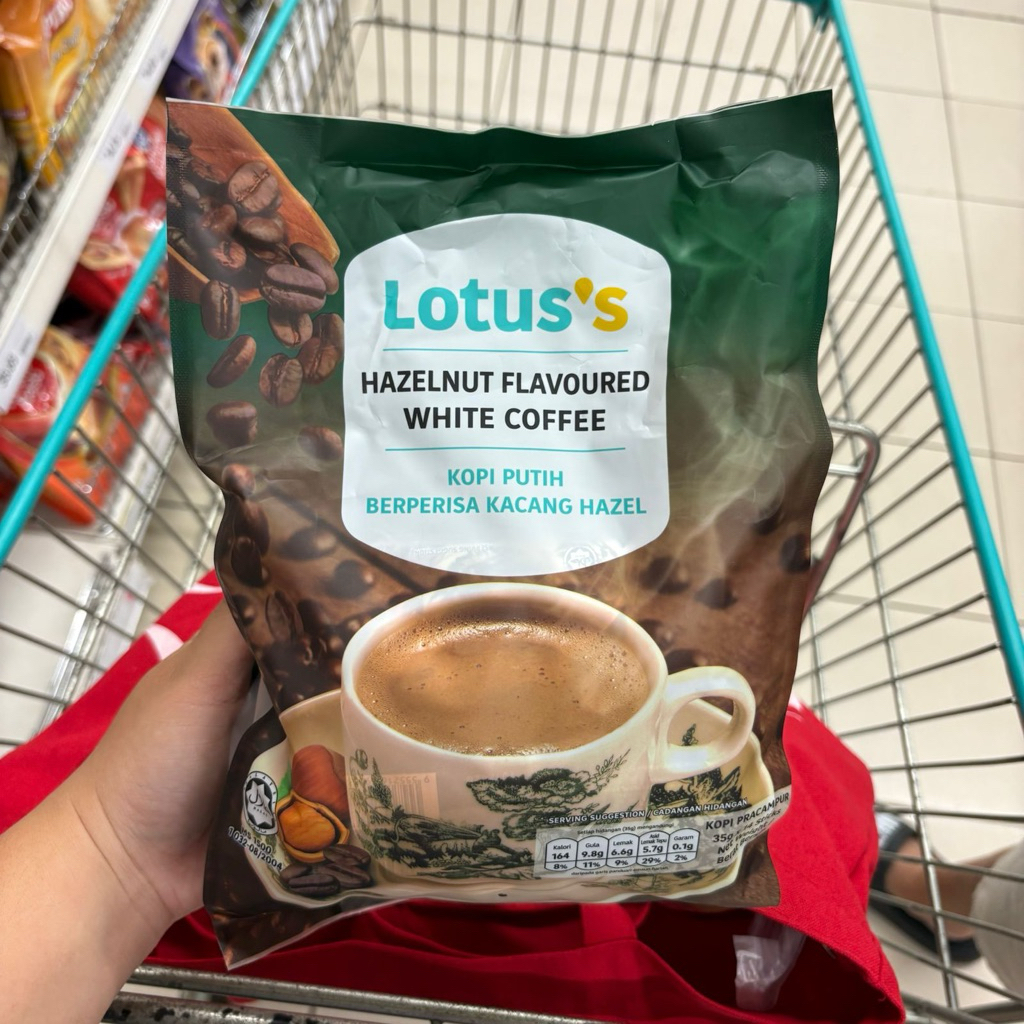 Lotus's
HAZELNUT FLAVOURED
WHITE COFFEE
KOPI PUTIH
BERPERISA KACANG HAZEL
SERVING SUGGESTION / CADANGAN HIDANGAN
KOPI PRACAMPUR
Kalori Gula Lemak Garam
164 9.8g 6.6g 5.7g 0.1g
8% 11% 9% 29% 2%